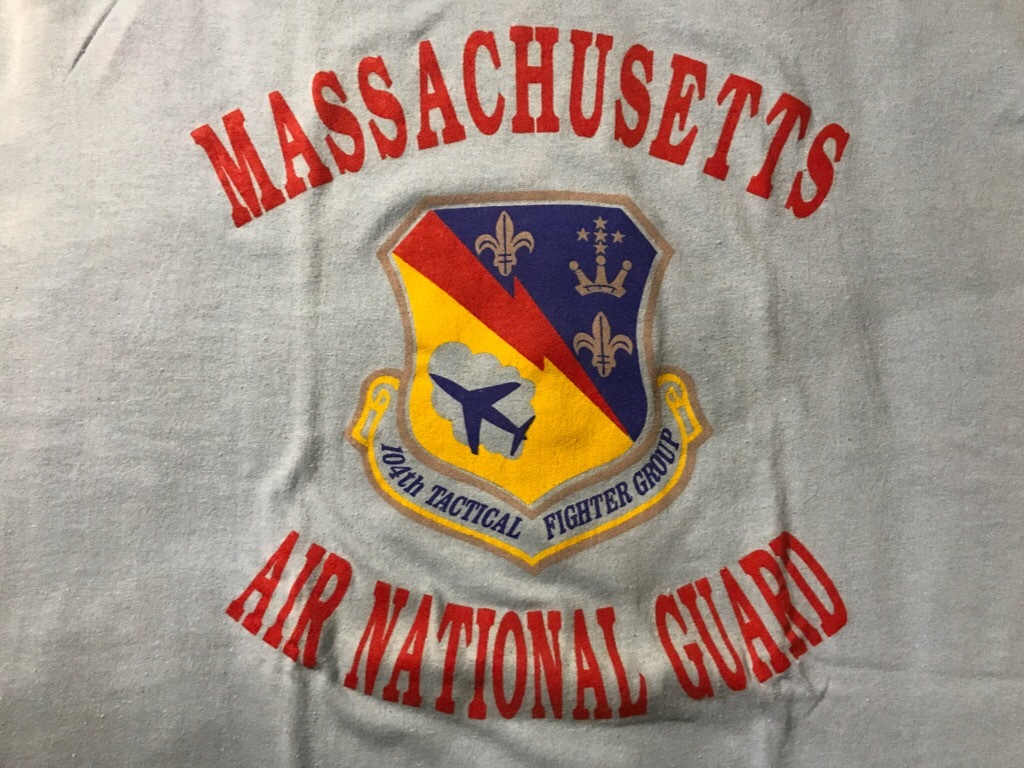 MASSACHUSETTS
104th TACTICAL FIGHTER GROUP
AIR NATIONAL GUARD